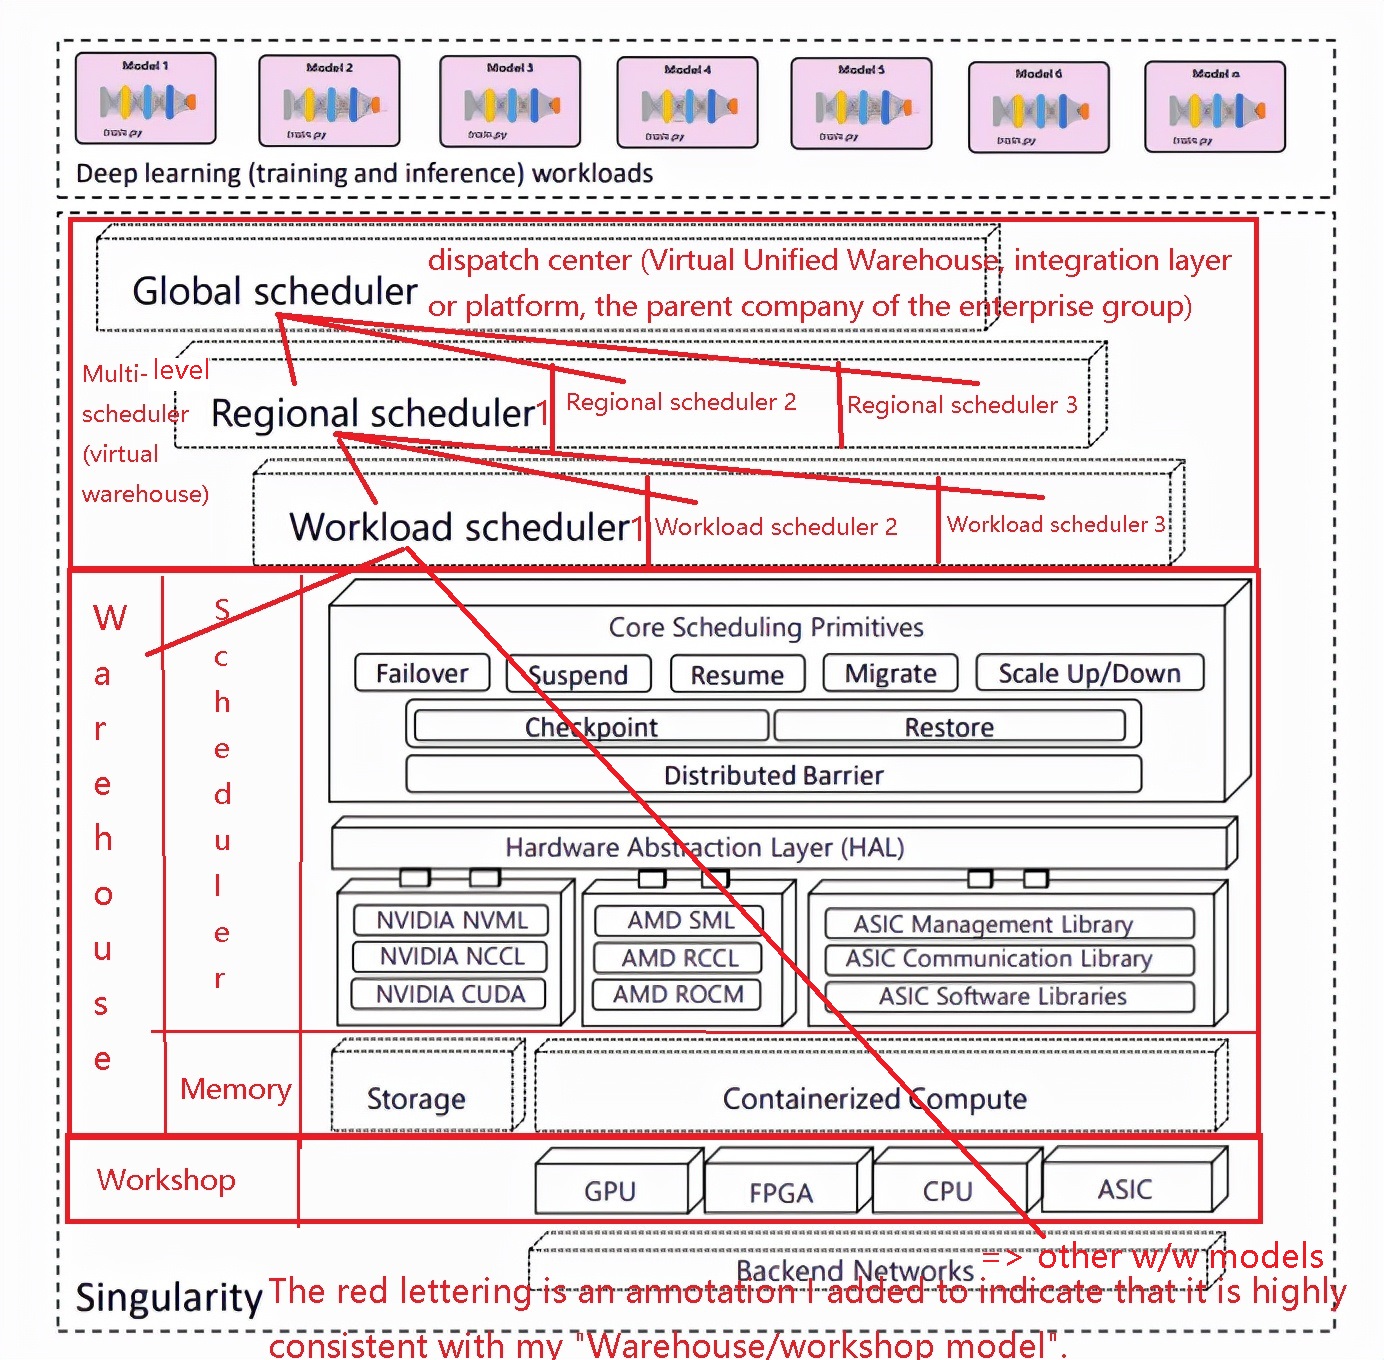 Model 1
Model 2
Model 3
Model 4
Model 5
Model 6
Model n
train.py
train.py
train.py
train.py
train.py
train.py
train.py
Deep learning (training and inference) workloads
Global scheduler
dispatch center (Virtual Unified Warehouse, integration layer
or platform, the parent company of the enterprise group)
Multi-level
scheduler
(virtual
warehouse)
Regional scheduler1
Regional scheduler 2
Regional scheduler 3
Workload scheduler1
Workload scheduler 2
Workload scheduler 3
Warehouse
Scheduler
Core Scheduling Primitives
Failover
Suspend
Resume
Migrate
Scale Up/Down
Checkpoint
Restore
Distributed Barrier
Hardware Abstraction Layer (HAL)
NVIDIA NVML
NVIDIA NCCL
NVIDIA CUDA
AMD SML
AMD RCCL
AMD ROCM
ASIC Management Library
ASIC Communication Library
ASIC Software Libraries
Memory
Storage
Containerized Compute
Workshop
GPU
FPGA
CPU
ASIC
=> other w/w models
Backend Networks
Singularity
The red lettering is an annotation I added to indicate that it is highly
consistent with my "Warehouse/workshop model".